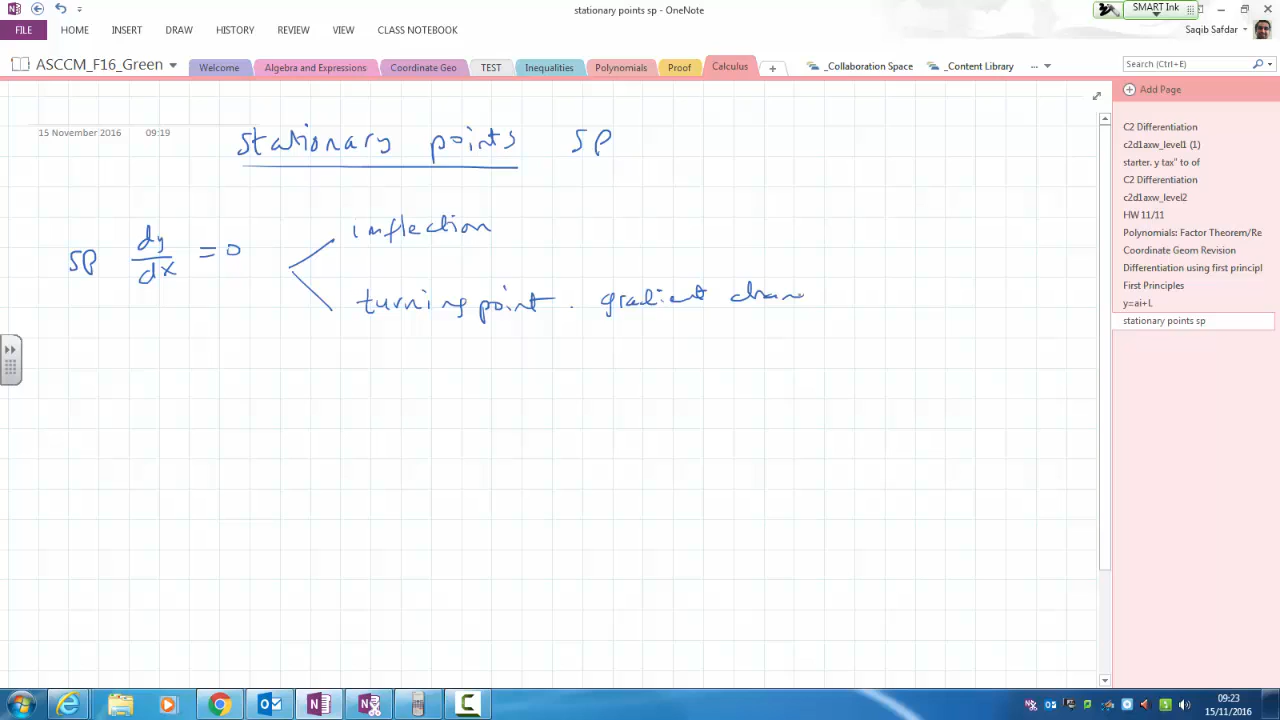 stationary points sp - OneNote
SMART Ink
FILE HOME INSERT DRAW HISTORY REVIEW VIEW CLASS NOTEBOOK
Saqib Safdar
ASCCM_F16_Green
Welcome Algebra and Expressions Coordinate Geo TEST Inequalities Polynomials Proof Calculus + _Collaboration Space _Content Library ...
Search (Ctrl+E)
Add Page
15 November 2016 09:19
stationary points sp
sp dy/dx = 0
inflection
turning point . gradient chan
C2 Differentiation
c2d1axw_level1 (1)
starter. y tax" to of
C2 Differentiation
c2d1axw_level2
HW 11/11
Polynomials: Factor Theorem/Re
Coordinate Geom Revision
Differentiation using first principl
First Principles
y=ai+l,
stationary points sp
09:23
15/11/2016